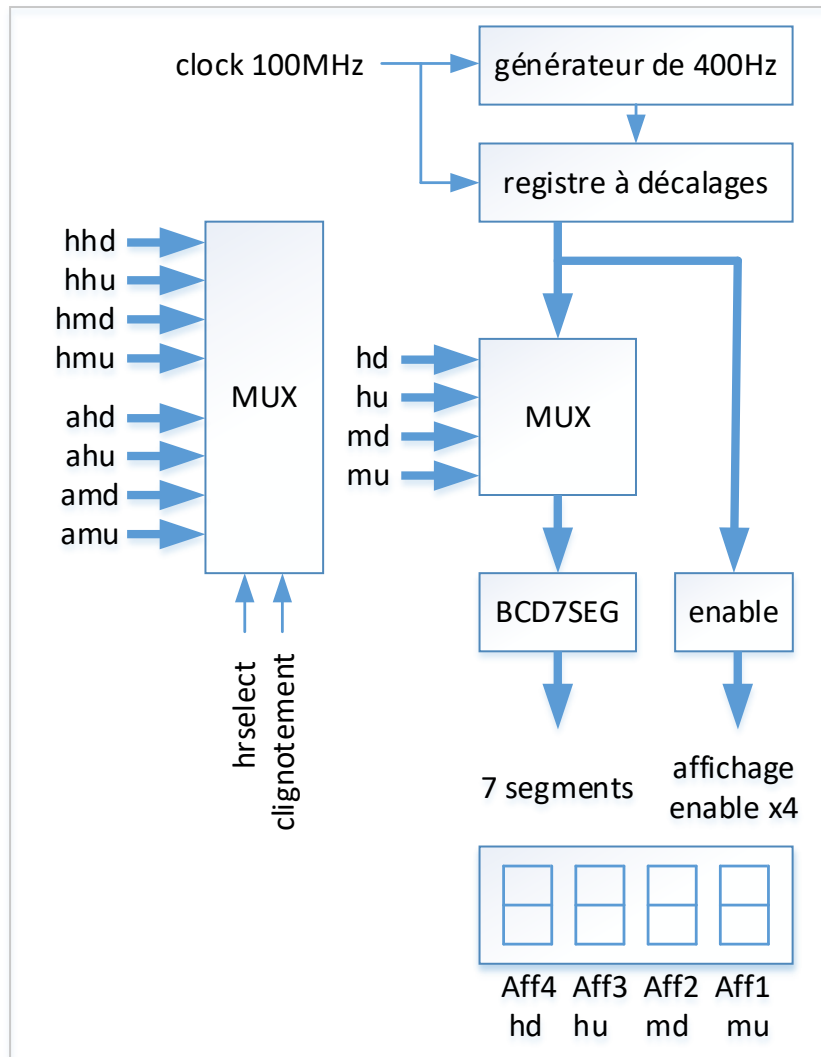 clock 100MHz
générateur de 400Hz
registre à décalages
hhd
hhu
hmd
hmu
ahd
ahu
amd
amu
MUX
hrselect
clignotement
hd
hu
md
mu
MUX
BCD7SEG
enable
7 segments
affichage
enable x4
Aff4 Aff3 Aff2 Aff1
hd hu md mu